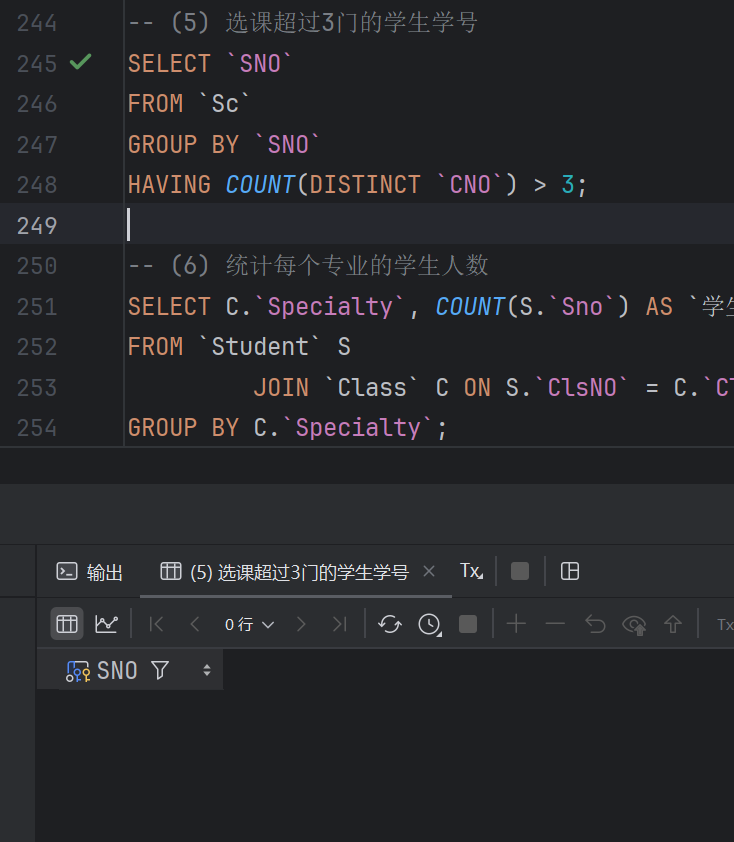 244 -- (5) 选课超过3门的学生学号
245 SELECT `SNO`
246 FROM `Sc`
247 GROUP BY `SNO`
248 HAVING COUNT(DISTINCT `CNO`) > 3;
249
250 -- (6) 统计每个专业的学生人数
251 SELECT C.`Specialty`, COUNT(S.`Sno`) AS `学生
252 FROM `Student` S
253 JOIN `Class` C ON S.`ClsNO` = C.`Cl
254 GROUP BY C.`Specialty`;
输出 (5) 选课超过3门的学生学号 Tx
0 行 Tx
SNO